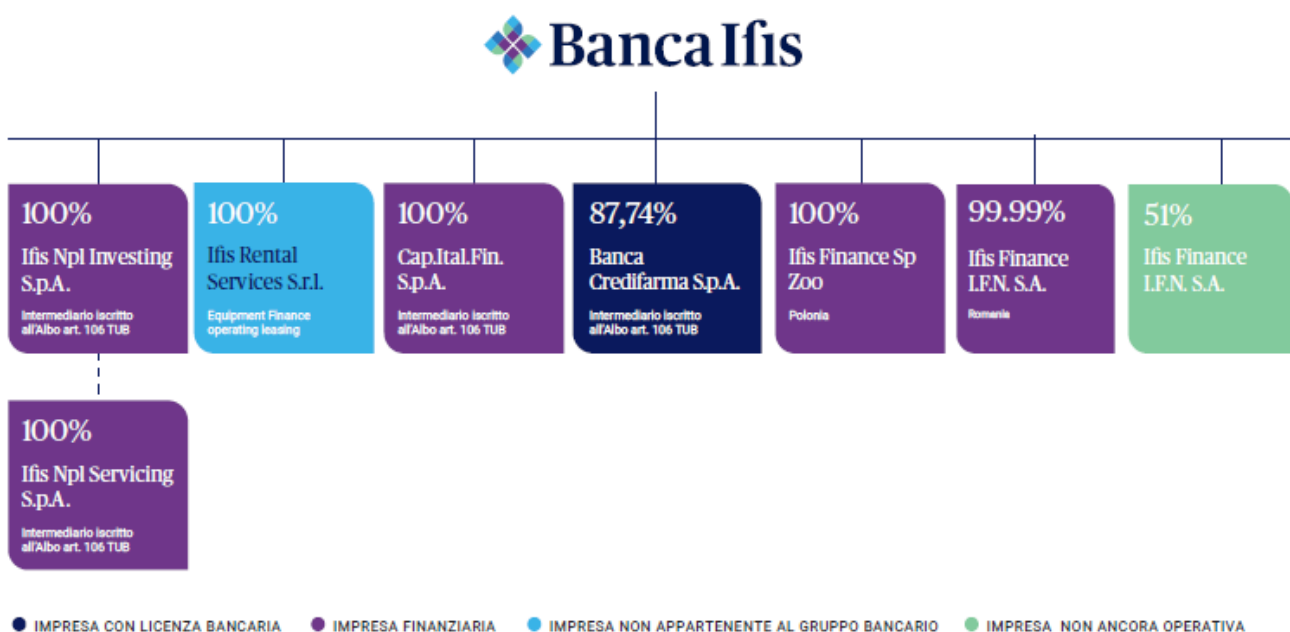 Banca Ifis
100%
Ifis Npl Investing
S.p.A.
Intermediario iscritto
all'Albo art. 106 TUB
100%
Ifis Rental
Services S.r.l.
Equipment Finance
operating leasing
100%
Cap.Ital.Fin.
S.p.A.
Intermediario iscritto
all'Albo art. 106 TUB
87,74%
Banca
Credifarma S.p.A.
Intermediario iscritto
all'Albo art. 106 TUB
100%
Ifis Finance Sp
Zoo
Polonia
99.99%
Ifis Finance
I.F.N. S.A.
Romania
51%
Ifis Finance
I.F.N. S.A.
100%
Ifis Npl Servicing
S.p.A.
Intermediario iscritto
all'Albo art. 106 TUB
IMPRESA CON LICENZA BANCARIA
IMPRESA FINANZIARIA
IMPRESA NON APPARTENENTE AL GRUPPO BANCARIO
IMPRESA NON ANCORA OPERATIVA